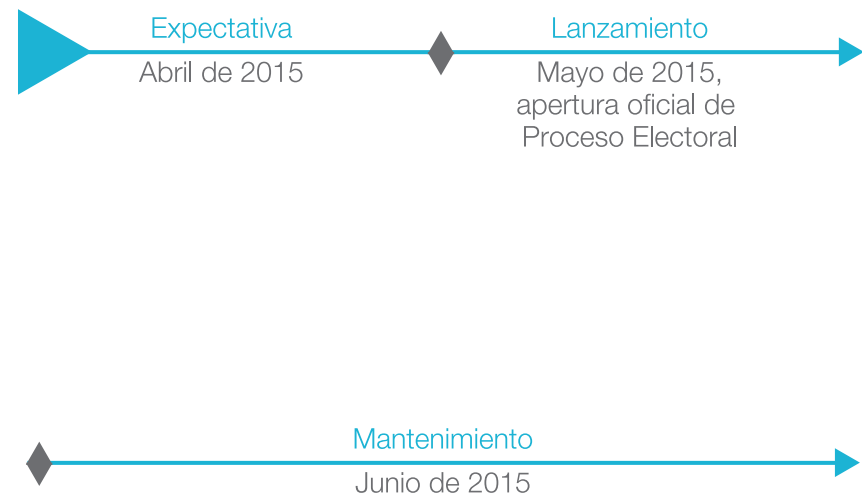 Expectativa
Abril de 2015
Lanzamiento
Mayo de 2015,
apertura oficial de
Proceso Electoral
Mantenimiento
Junio de 2015